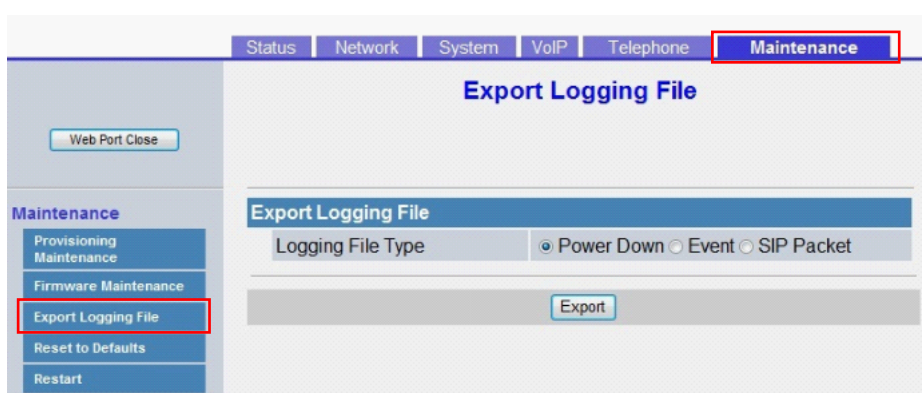 Status Network System VoIP Telephone Maintenance
Export Logging File
Web Port Close
Maintenance
Provisioning
Maintenance
Firmware Maintenance
Export Logging File
Reset to Defaults
Restart
Export Logging File
Logging File Type Power Down Event SIP Packet
Export